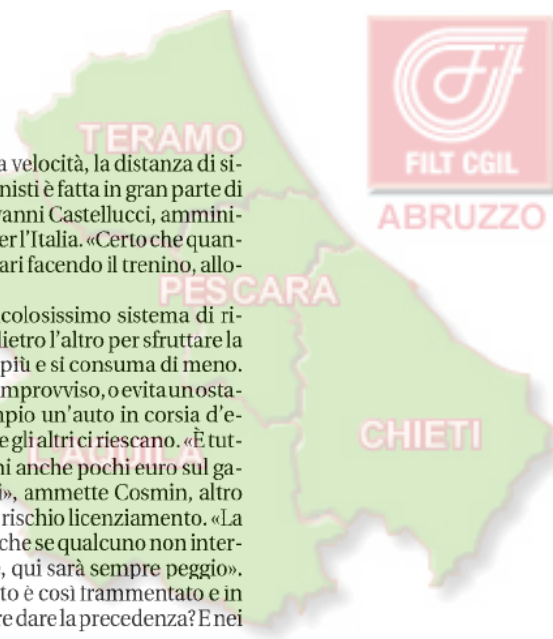 TERAMO
FILT CGIL
ABRUZZO
PESCARA
CHIETI
L'AQUILA
a velocità, la distanza di si-
nisti è fatta in gran parte di
vanni Castellucci, ammini-
er l'Italia. «Certo che quan-
ari facendo il trenino, allo-
colosissimo sistema di ri-
lietro l'altro per sfruttare la
più e si consuma di meno.
mprovviso, o evita un osta-
mpio un'auto in corsia d'e-
e gli altri ci riescano. «È tut-
ni anche pochi euro sul ga-
i», ammette Cosmin, altro
rischio licenziamento. «La
che se qualcuno non inter-
, qui sarà sempre peggio».
to è così frammentato e in
re dare la precedenza? E nei